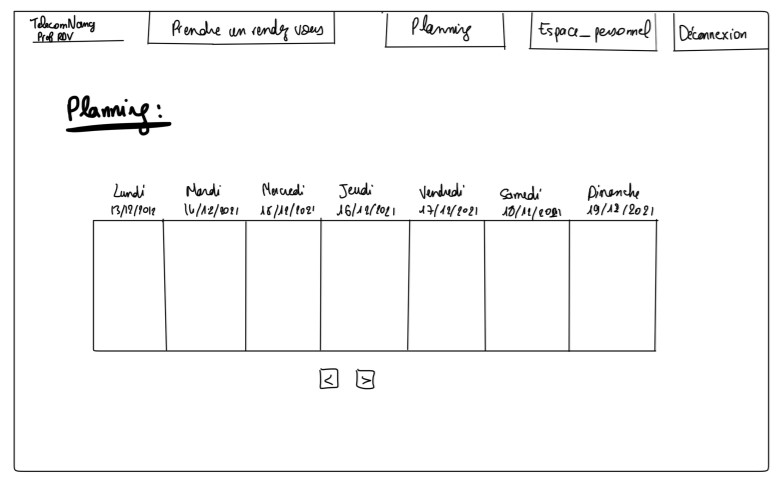 TelecomNancy
Prof RDV
Prendre un rendez vous
Planning
Espace_personnel
Déconnexion
Planning :
Lundi Mardi Mercredi Jeudi Vendredi Samedi Dimanche
13/12/2012 14/12/2021 15/12/2021 16/12/2021 17/12/2021 18/12/2021 19/12/2021
< >